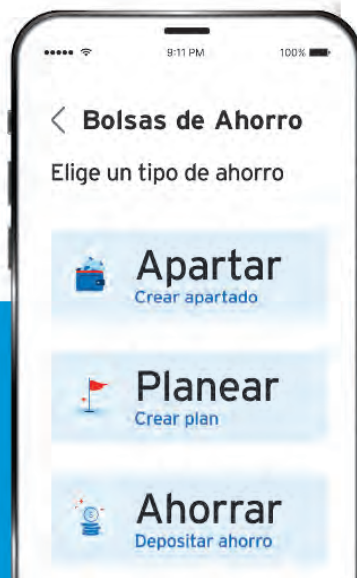 9:11 PM 100%
Bolsas de Ahorro
Elige un tipo de ahorro
Apartar
Crear apartado
Planear
Crear plan
Ahorrar
Depositar ahorro